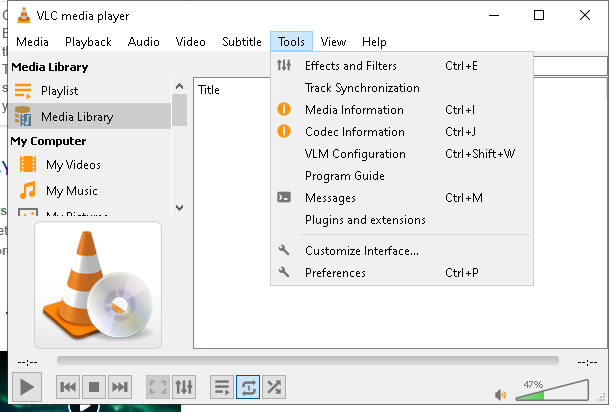 VLC media player
Media Playback Audio Video Subtitle Tools View Help
Media Library
Playlist
Media Library
My Computer
My Videos
My Music
My Pictures
Title
Effects and Filters Ctrl+E
Track Synchronization
Media Information Ctrl+I
Codec Information Ctrl+J
VLM Configuration Ctrl+Shift+W
Program Guide
Messages Ctrl+M
Plugins and extensions
Customize Interface...
Preferences Ctrl+P
--:-- --:--
47%